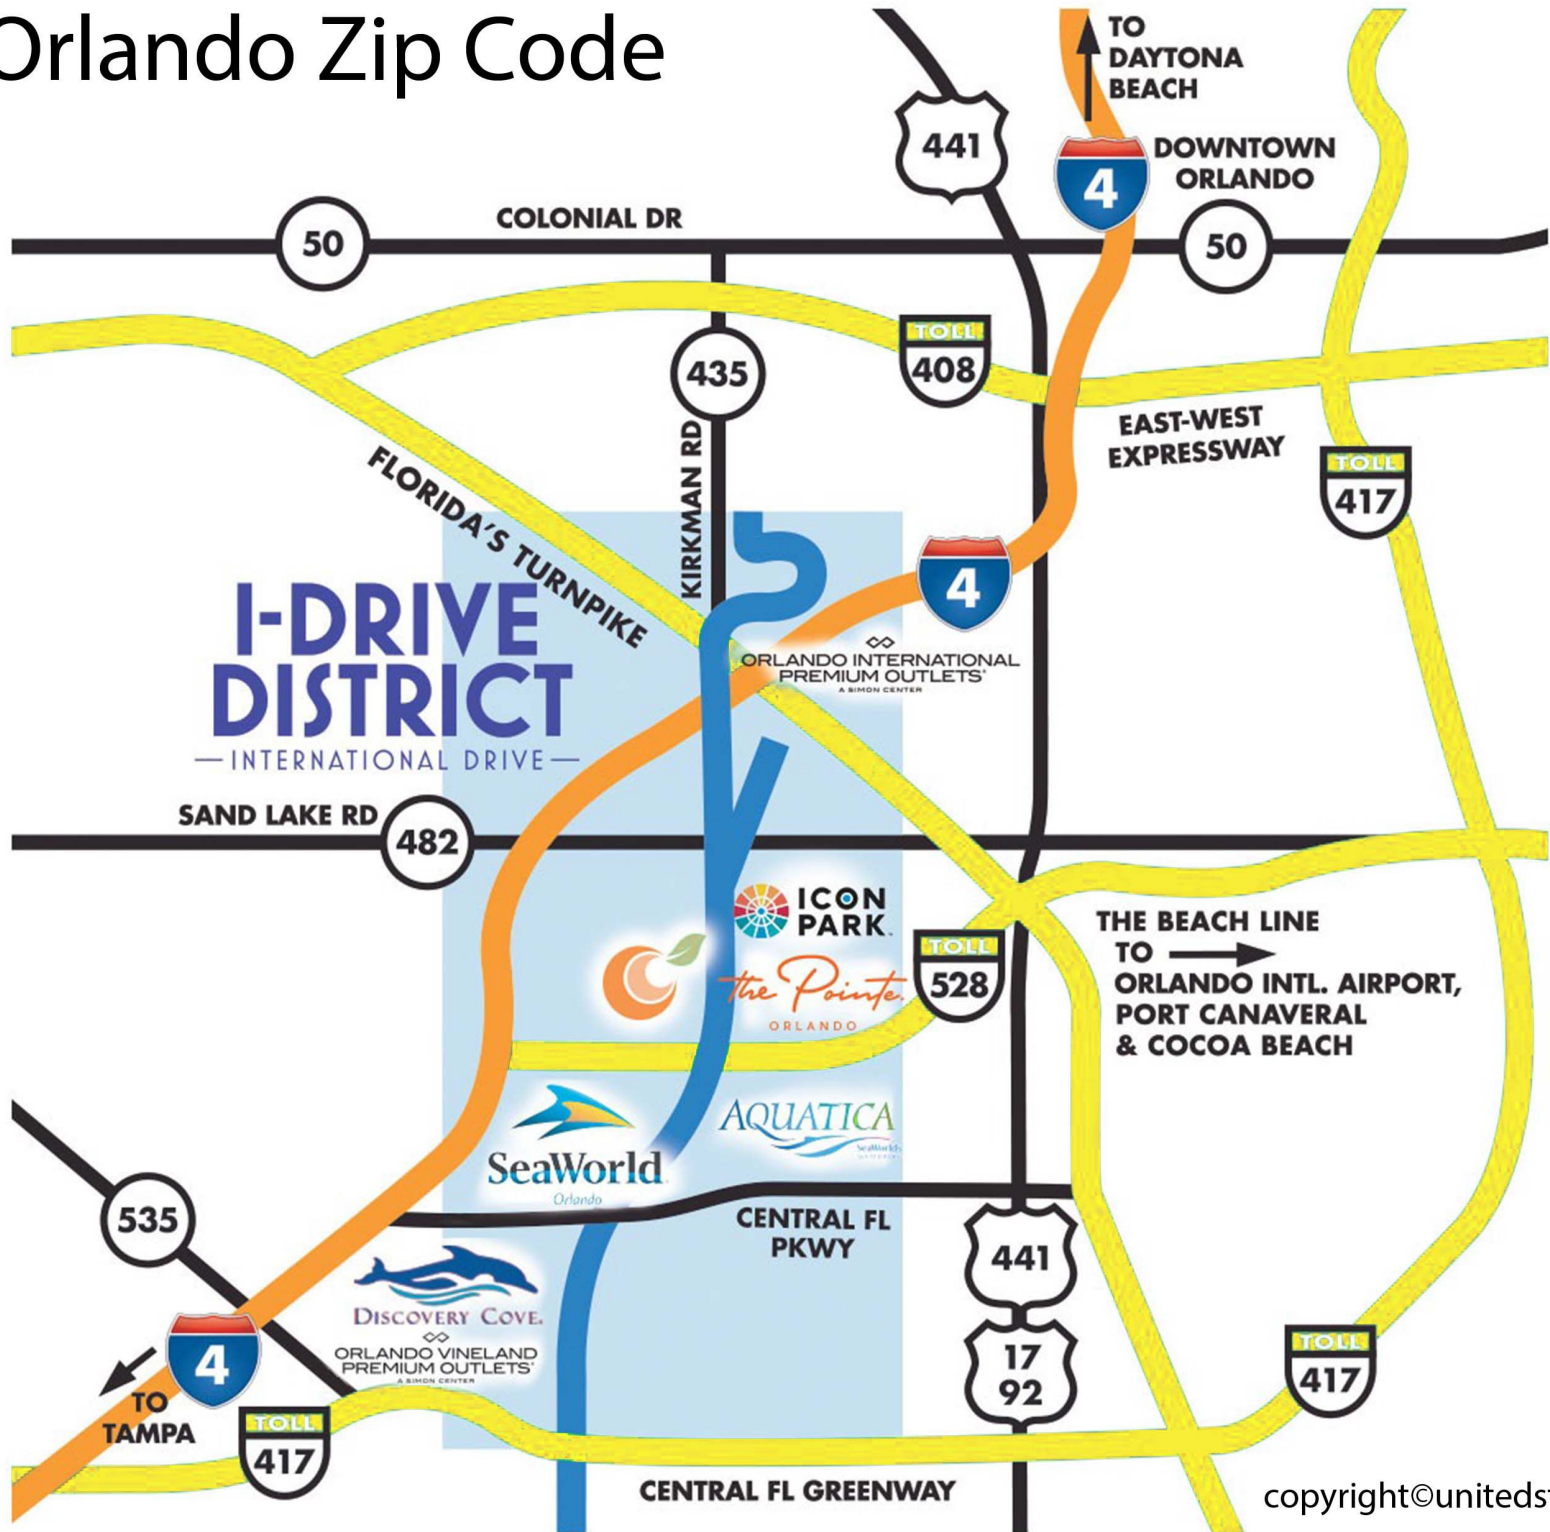 Orlando Zip Code
TO
DAYTONA
BEACH
441
4
DOWNTOWN
ORLANDO
COLONIAL DR
50
50
TOLL
408
435
EAST-WEST
EXPRESSWAY
KIRKMAN RD
FLORIDA'S TURNPIKE
TOLL
417
4
I-DRIVE
DISTRICT
INTERNATIONAL DRIVE
ORLANDO INTERNATIONAL
PREMIUM OUTLETS®
A SIMON CENTER
SAND LAKE RD
482
ICON
PARK
The Pointe
ORLANDO
TOLL
528
THE BEACH LINE
TO
ORLANDO INTL. AIRPORT,
PORT CANAVERAL
& COCOA BEACH
SeaWorld
Orlando
AQUATICA
SeaWorld's
535
CENTRAL FL
PKWY
441
DISCOVERY COVE.
ORLANDO VINELAND
PREMIUM OUTLETS®
A SIMON CENTER
17
92
4
TO
TAMPA
TOLL
417
TOLL
417
CENTRAL FL GREENWAY
copyright©unitedst